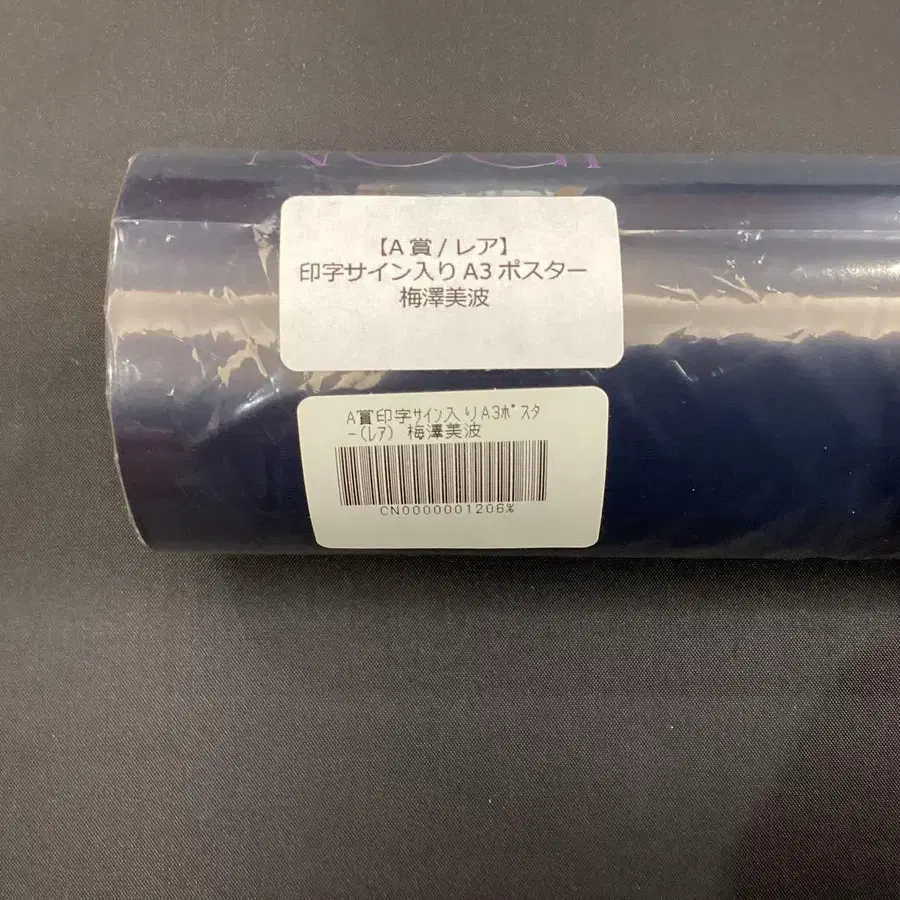 【A賞/レア】
印字サイン入りA3ポスター
梅澤美波
A賞印字ｻｲﾝ入りA3ﾎﾟｽﾀ
-(ﾚｱ) 梅澤美波
CN0000001206%